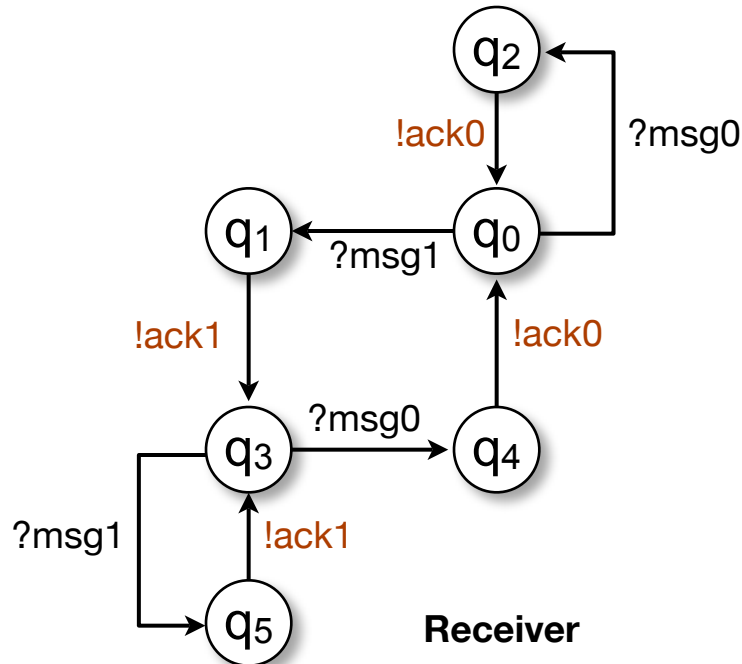 q2
!ack0
?msg0
q1
?msg1
q0
!ack1
!ack0
?msg0
q3
q4
?msg1
!ack1
q5
Receiver